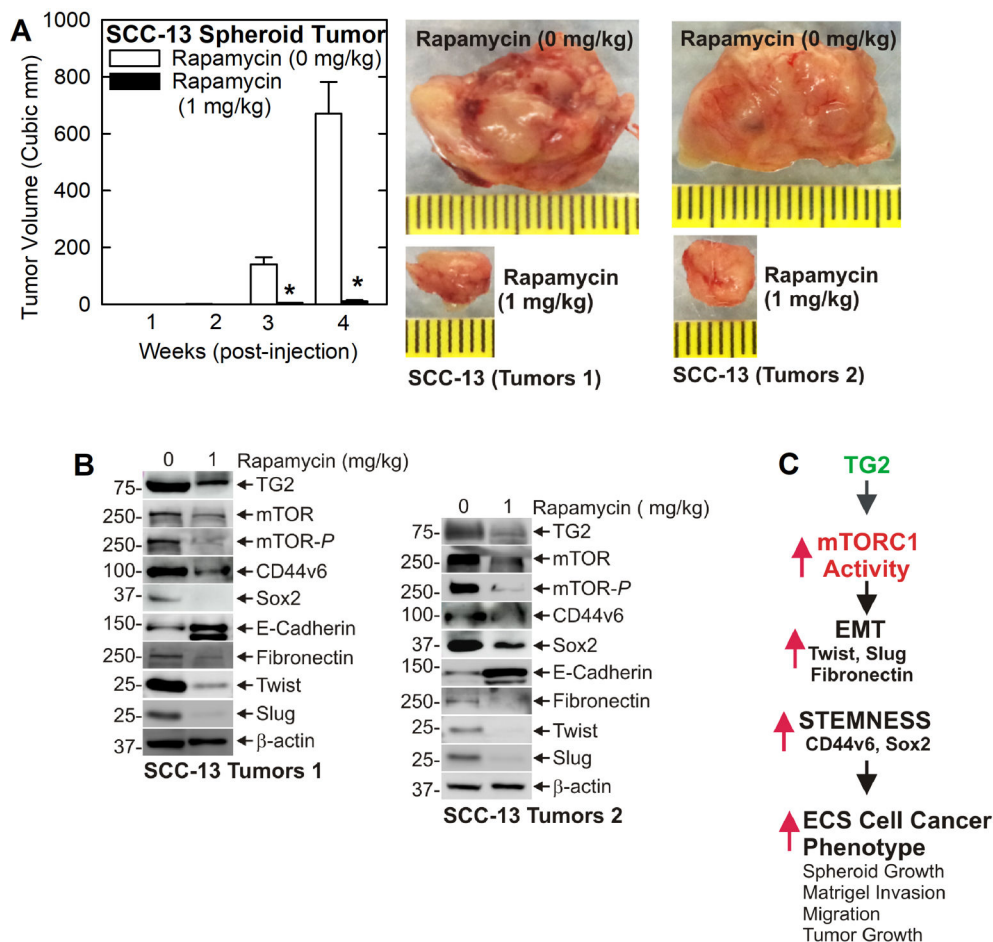 A
1000
800
600
400
200
0
Tumor Volume (Cubic mm)
SCC-13 Spheroid Tumor
Rapamycin (0 mg/kg)
Rapamycin
(1 mg/kg)
*
*
1 2 3 4
Weeks (post-injection)
Rapamycin (0 mg/kg)
Rapamycin
(1 mg/kg)
SCC-13 (Tumors 1)
Rapamycin (0 mg/kg)
Rapamycin
(1 mg/kg)
SCC-13 (Tumors 2)
B
0 1 Rapamycin (mg/kg)
75- TG2
250- mTOR
250- mTOR-P
100- CD44v6
37- Sox2
150- E-Cadherin
250- Fibronectin
25- Twist
25- Slug
37- β-actin
SCC-13 Tumors 1
0 1 Rapamycin ( mg/kg)
75- TG2
250- mTOR
250- mTOR-P
100- CD44v6
37- Sox2
150- E-Cadherin
250- Fibronectin
25- Twist
25- Slug
37- β-actin
SCC-13 Tumors 2
C
TG2
mTORC1
Activity
EMT
Twist, Slug
Fibronectin
STEMNESS
CD44v6, Sox2
ECS Cell Cancer
Phenotype
Spheroid Growth
Matrigel Invasion
Migration
Tumor Growth